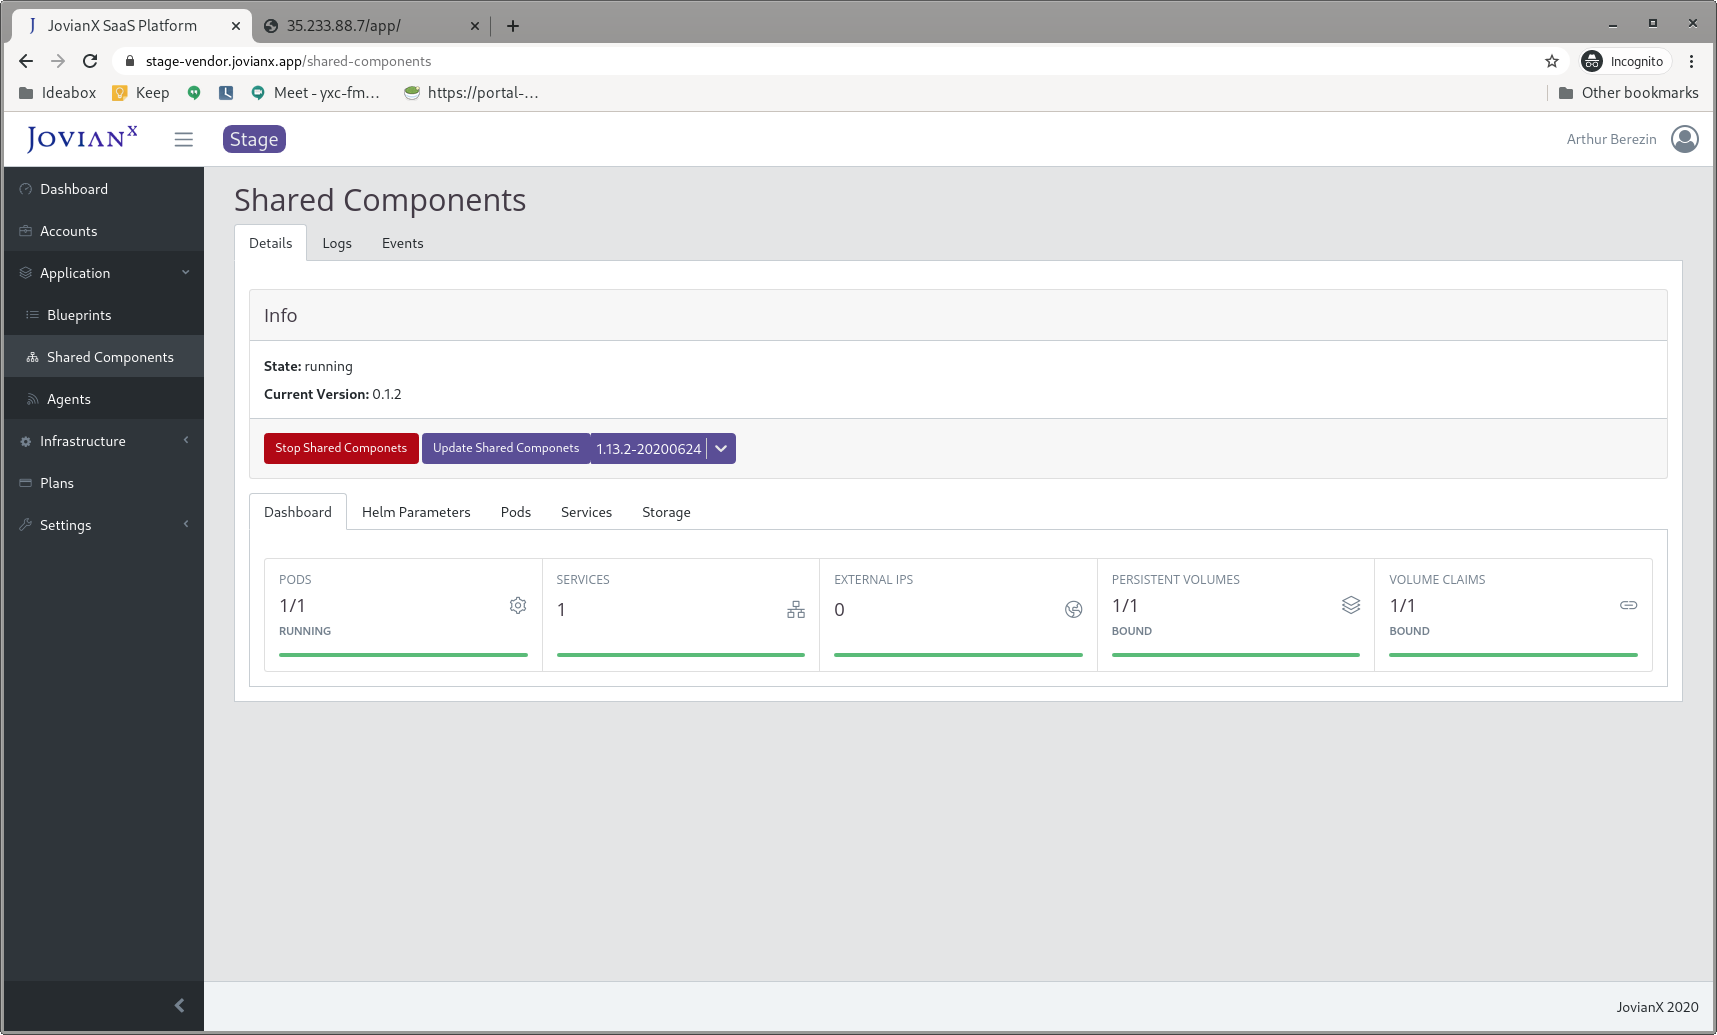 J JovianX SaaS Platform
35.233.88.7/app/
stage-vendor.jovianx.app/shared-components
Incognito
Ideabox
Keep
Meet - yxc-fm...
https://portal-...
Other bookmarks
JOVIANX
Stage
Arthur Berezin
Dashboard
Accounts
Application
Blueprints
Shared Components
Agents
Infrastructure
Plans
Settings
Shared Components
Details Logs Events
Info
State: running
Current Version: 0.1.2
Stop Shared Componets Update Shared Componets 1.13.2-20200624
Dashboard Helm Parameters Pods Services Storage
PODS
1/1
RUNNING
SERVICES
1
EXTERNAL IPS
0
PERSISTENT VOLUMES
1/1
BOUND
VOLUME CLAIMS
1/1
BOUND
JovianX 2020